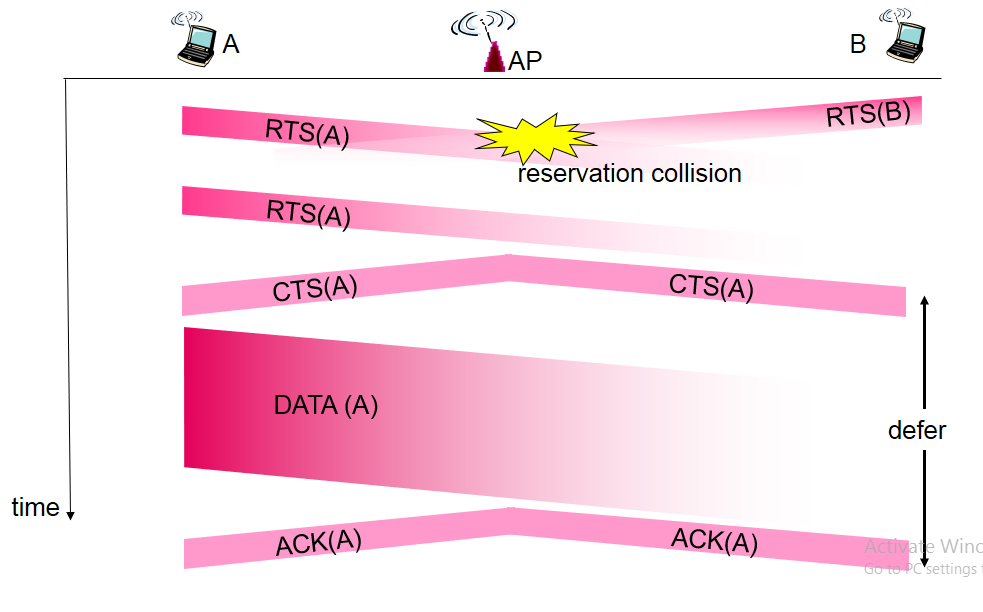 A
AP
B
RTS(A)
RTS(B)
reservation collision
RTS(A)
CTS(A)
CTS(A)
DATA (A)
defer
time
ACK(A)
ACK(A)
Activate Winc
Go to PC settings f